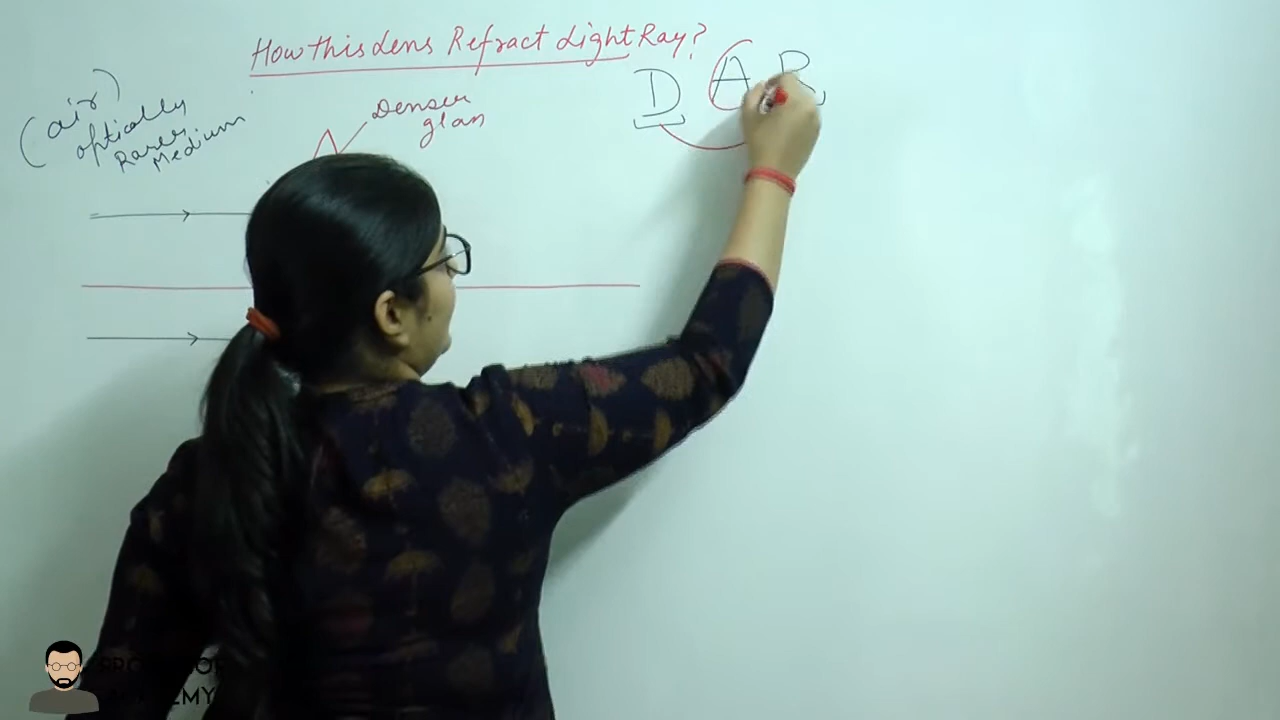 How this Lens Refract Light Ray?
D A R
(air)
optically
Rarer
Medium
Denser
glass